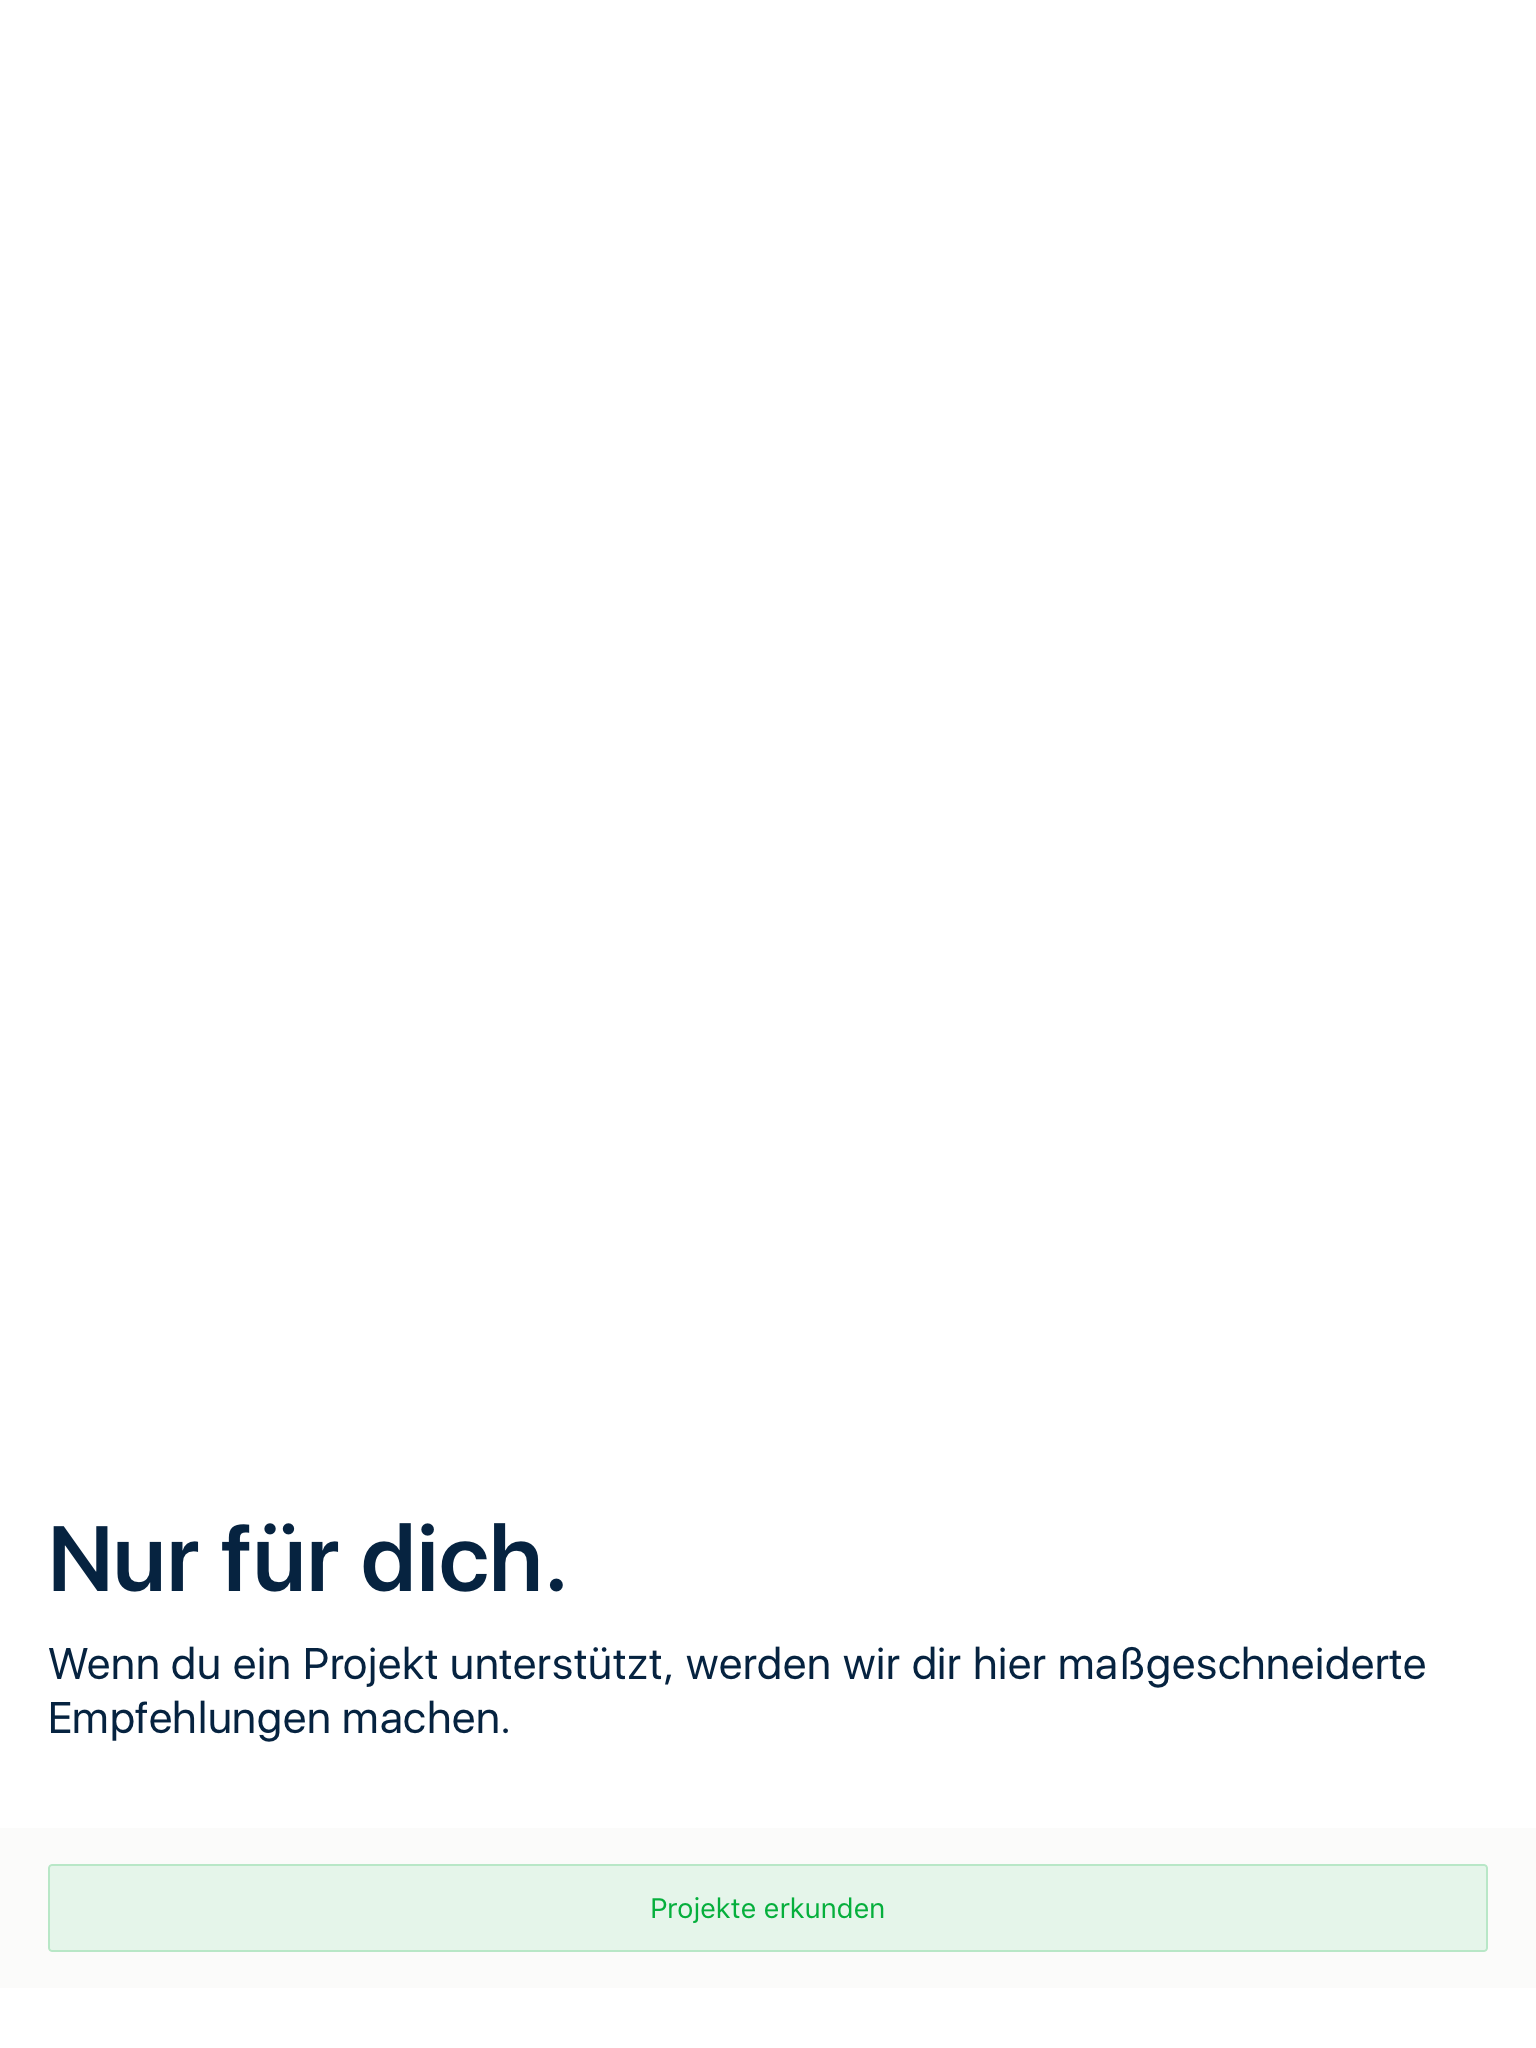 Nur für dich.
Wenn du ein Projekt unterstützt, werden wir dir hier maßgeschneiderte
Empfehlungen machen.
Projekte erkunden